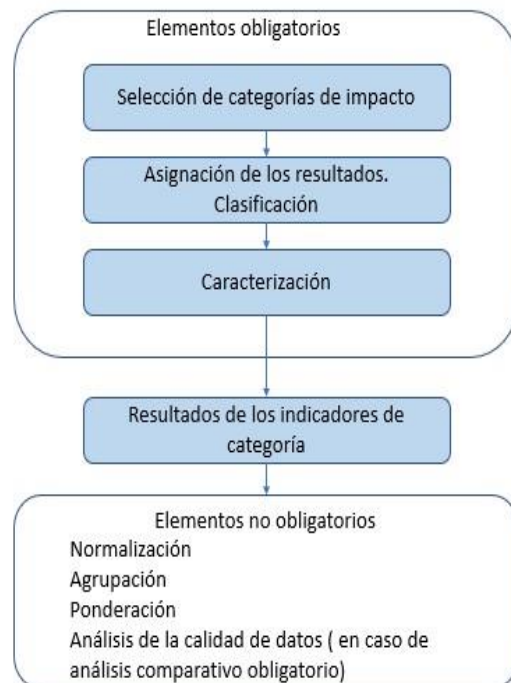 Elementos obligatorios
Selección de categorías de impacto
Asignación de los resultados.
Clasificación
Caracterización
Resultados de los indicadores de
categoría
Elementos no obligatorios
Normalización
Agrupación
Ponderación
Análisis de la calidad de datos ( en caso de
análisis comparativo obligatorio)